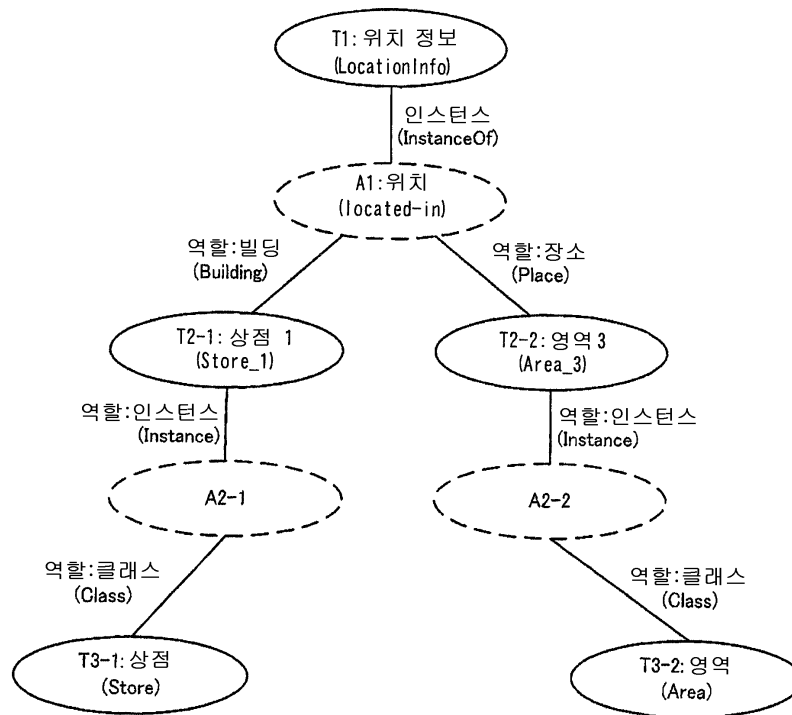 T1:위치 정보
(LocationInfo)
인스턴스
(InstanceOf)
A1:위치
(located-in)
역할:빌딩
(Building)
역할:장소
(Place)
T2-1:상점 1
(Store_1)
T2-2:영역 3
(Area_3)
역할:인스턴스
(Instance)
역할:인스턴스
(Instance)
A2-1
A2-2
역할:클래스
(Class)
역할:클래스
(Class)
T3-1:상점
(Store)
T3-2:영역
(Area)